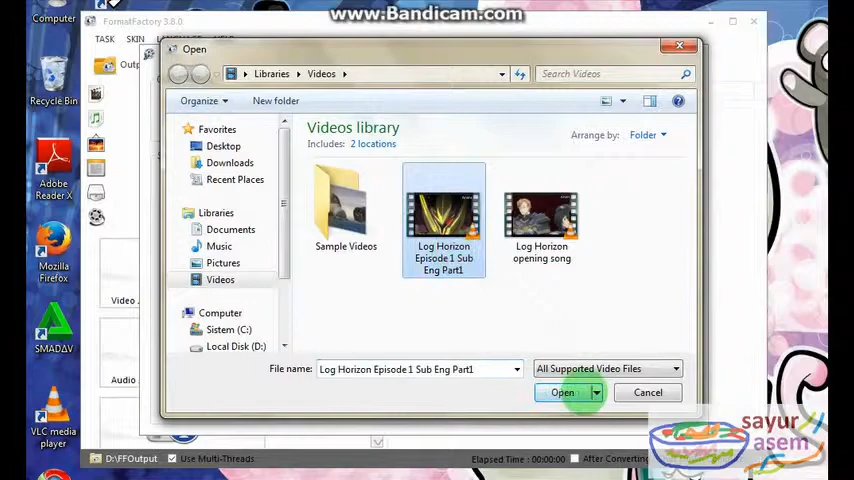 www.Bandicam.com
Computer
FormatFactory 3.8.0
TASK SKIN
Open
Libraries Videos
Search Videos
Recycle Bin
Organize
New folder
Favorites
Desktop
Downloads
Recent Places
Libraries
Documents
Music
Pictures
Videos
Computer
Sistem (C:)
Local Disk (D:)
Videos library
Includes: 2 locations
Arrange by: Folder
Sample Videos
Log Horizon
Episode 1 Sub
Eng Part1
Log Horizon
opening song
Adobe
Reader X
Mozilla
Firefox
SMADAV
VLC media
player
Video
Audio
File name: Log Horizon Episode 1 Sub Eng Part1
All Supported Video Files
Open
Cancel
sayur
asem
D:\FFOutput
Use Multi-Threads
Elapsed Time : 00:00:00
After Converting